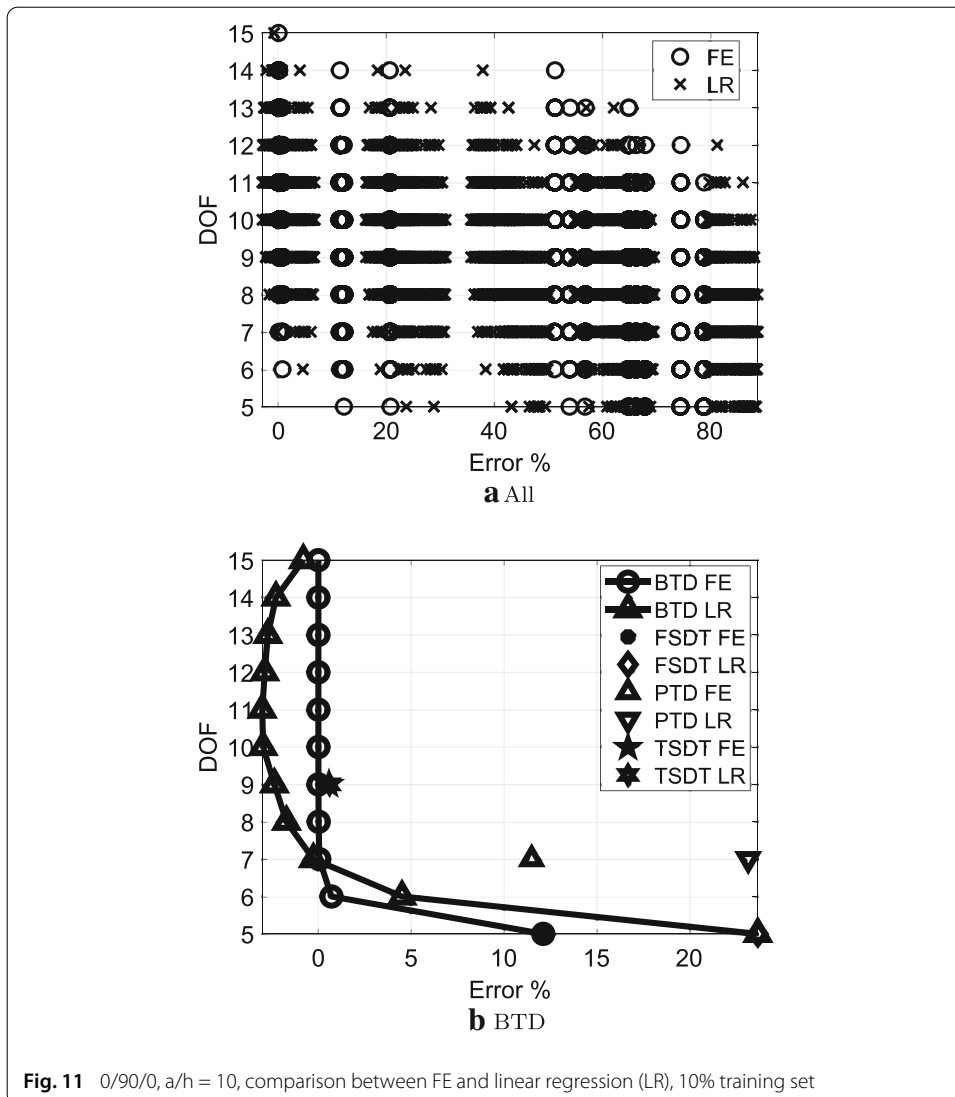 15
14
13
12
11
10
9
8
7
6
5
DOF
FE
LR
0 20 40 60 80
Error %
a All
15
14
13
12
11
10
9
8
7
6
5
DOF
BTD FE
BTD LR
FSDT FE
FSDT LR
PTD FE
PTD LR
TSDT FE
TSDT LR
0 5 10 15 20
Error %
b BTD
Fig. 11 0/90/0, a/h = 10, comparison between FE and linear regression (LR), 10% training set